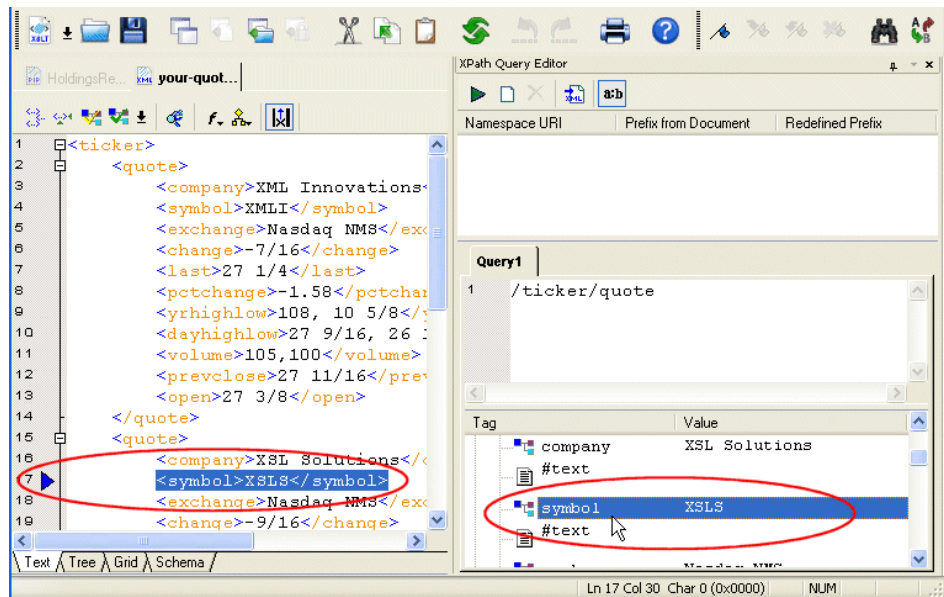 XSLT
HoldingsRe...
XML your-quot...
1 <ticker>
2 <quote>
3 <company>XML Innovations<
4 <symbol>XMLI</symbol>
5 <exchange>Nasdaq NMS</exc
6 <change>-7/16</change>
7 <last>27 1/4</last>
8 <pctchange>-1.58</pctchar
9 <yrhighlow>108, 10 5/8</y
10 <dayhighlow>27 9/16, 26
11 <volume>105,100</volume>
12 <prevclose>27 11/16</prev
13 <open>27 3/8</open>
14 </quote>
15 <quote>
16 <company>XSL Solutions</c
17 <symbol>XSLS</symbol>
18 <exchange>Nasdaq NMS</exc
19 <change>-9/16</change>
Text Tree Grid Schema
XPath Query Editor
XML a:b
Namespace URI Prefix from Document Redefined Prefix
Query1
1 /ticker/quote
Tag Value
company XSL Solutions
#text
symbol XSLS
#text
Ln 17 Col 30 Char 0 (0x0000) NUM